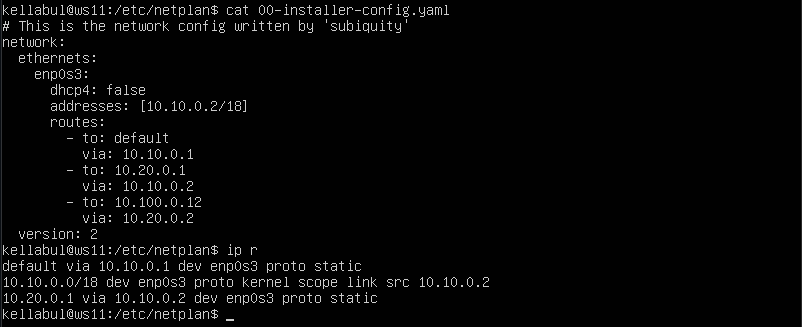 kellabul@ws11:/etc/netplan$ cat 00-installer-config.yaml
# This is the network config written by 'subiquity'
network:
  ethernets:
    enp0s3:
      dhcp4: false
      addresses: [10.10.0.2/18]
      routes:
        - to: default
          via: 10.10.0.1
        - to: 10.20.0.1
          via: 10.10.0.2
        - to: 10.100.0.12
          via: 10.20.0.2
  version: 2
kellabul@ws11:/etc/netplan$ ip r
default via 10.10.0.1 dev enp0s3 proto static
10.10.0.0/18 dev enp0s3 proto kernel scope link src 10.10.0.2
10.20.0.1 via 10.10.0.2 dev enp0s3 proto static
kellabul@ws11:/etc/netplan$ _